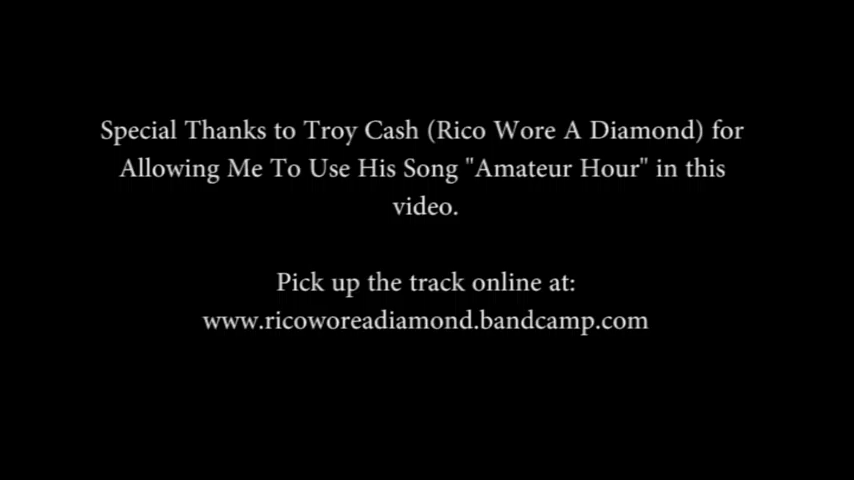 Special Thanks to Troy Cash (Rico Wore A Diamond) for
Allowing Me To Use His Song "Amateur Hour" in this
video.
Pick up the track online at:
www.ricoworeadiamond.bandcamp.com